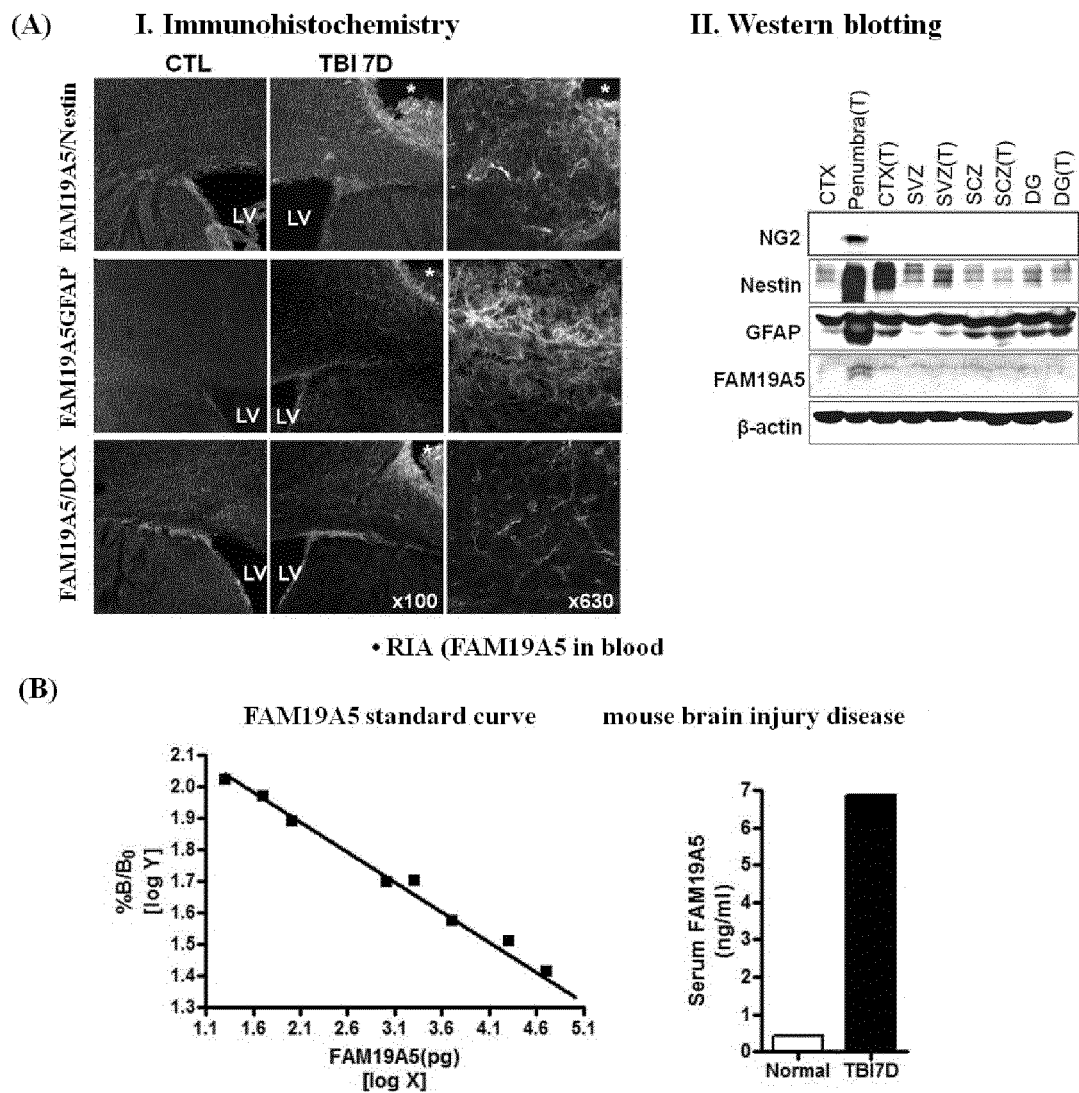 (A)
I. Immunohistochemistry
II. Western blotting
CTL
TBI 7D
FAM19A5/Nestin
*
*
LV
LV
FAM19A5GFAP
*
LV
LV
FAM19A5/DCX
*
LV
LV
x100
x630
CTX
Penumbra(T)
CTX(T)
SVZ
SVZ(T)
SCZ
SCZ(T)
DG
DG(T)
NG2
Nestin
GFAP
FAM19A5
β-actin
• RIA (FAM19A5 in blood
(B)
FAM19A5 standard curve
mouse brain injury disease
%B/B0
[log Y]
2.1
2.0
1.9
1.8
1.7
1.6
1.5
1.4
1.3
1.1 1.6 2.1 2.6 3.1 3.6 4.1 4.6 5.1
FAM19A5(pg)
[log X]
Serum FAM19A5
(ng/ml)
7
6
5
4
3
2
1
0
Normal TBI7D